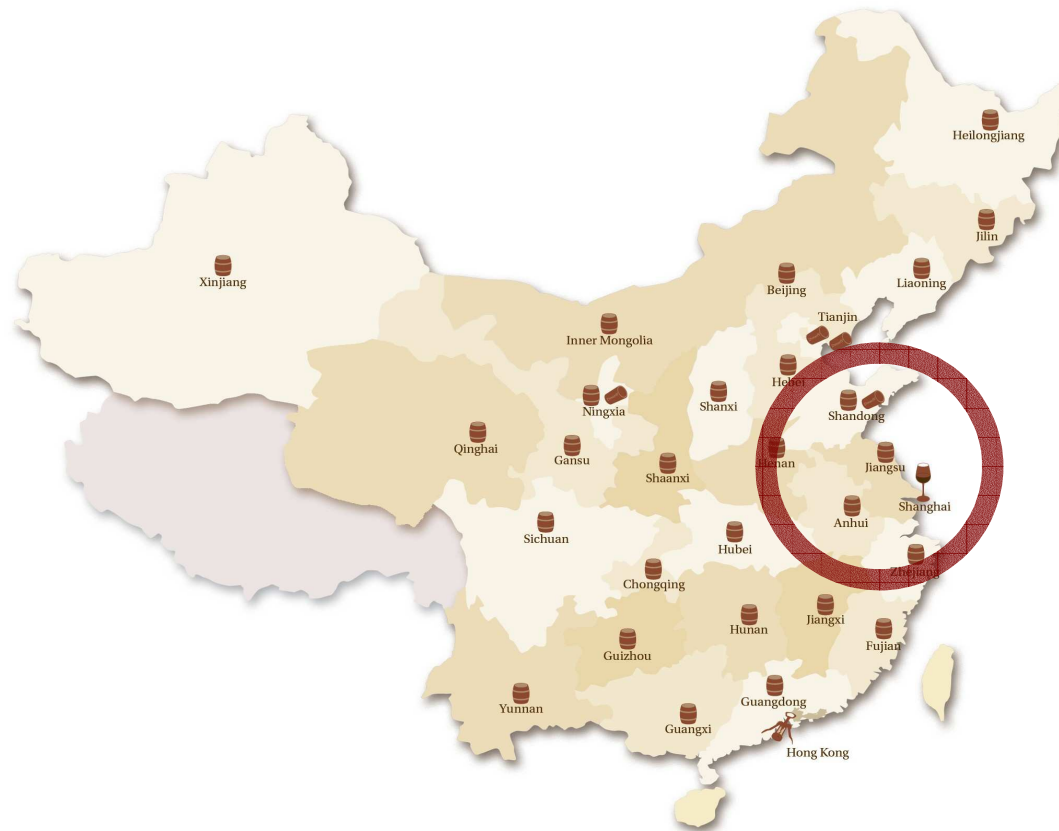 Heilongjiang
Jilin
Xinjiang
Liaoning
Beijing
Tianjin
Inner Mongolia
Hebei
Ningxia
Shanxi
Shandong
Qinghai
Gansu
Henan
Jiangsu
Shaanxi
Shanghai
Anhui
Sichuan
Hubei
Zhejiang
Chongqing
Hunan
Jiangxi
Fujian
Guizhou
Guangdong
Yunnan
Guangxi
Hong Kong